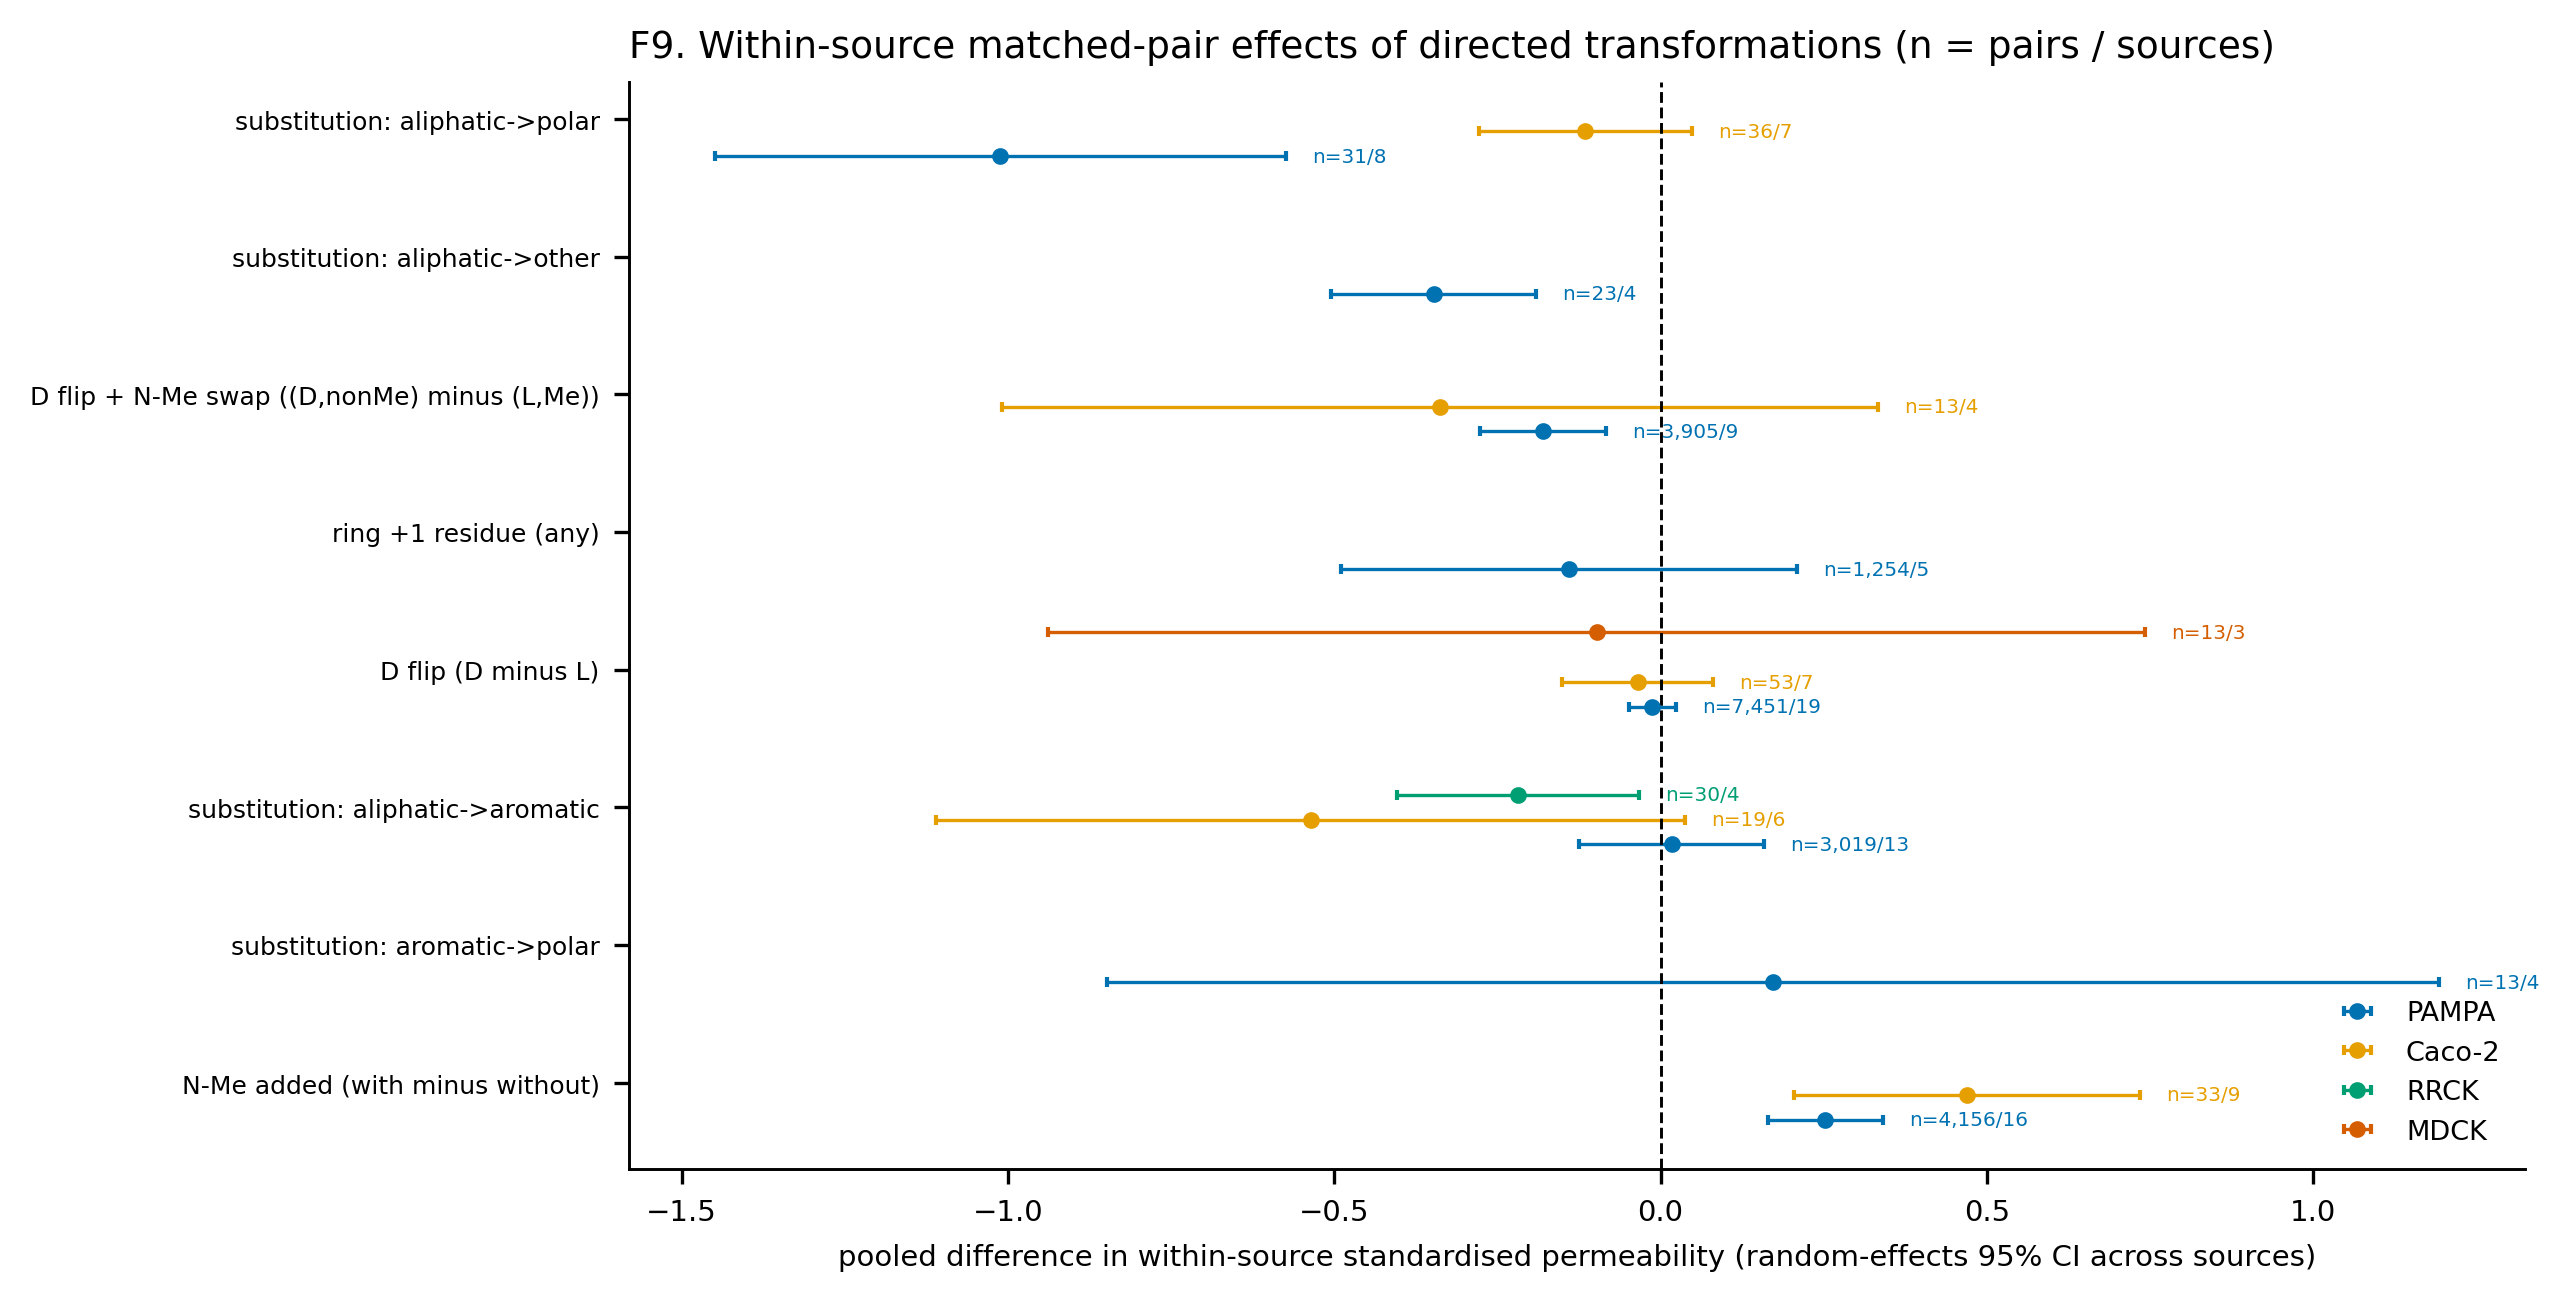 F9. Within-source matched-pair effects of directed transformations (n = pairs / sources)
substitution: aliphatic->polar
n=36/7
n=31/8
substitution: aliphatic->other
n=23/4
D flip + N-Me swap ((D,nonMe) minus (L,Me))
n=13/4
n=3,905/9
ring +1 residue (any)
n=1,254/5
n=13/3
D flip (D minus L)
n=53/7
n=7,451/19
n=30/4
substitution: aliphatic->aromatic
n=19/6
n=3,019/13
substitution: aromatic->polar
n=13/4
PAMPA
Caco-2
RRCK
MDCK
N-Me added (with minus without)
n=33/9
n=4,156/16
−1.5 −1.0 −0.5 0.0 0.5 1.0
pooled difference in within-source standardised permeability (random-effects 95% CI across sources)